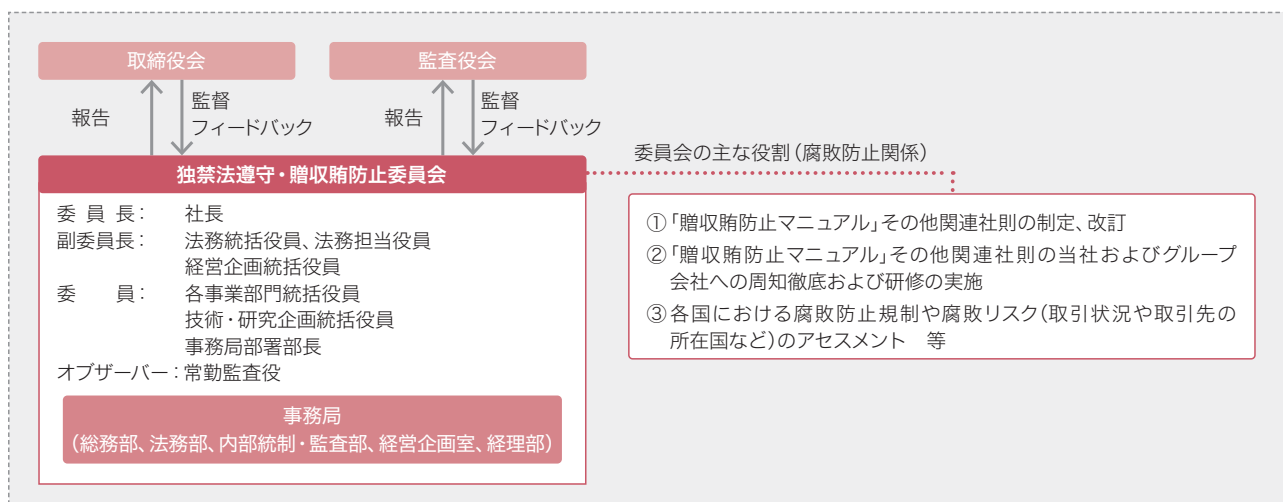 取締役会
監査役会
報告
監督
フィードバック
報告
監督
フィードバック
独禁法遵守・贈収賄防止委員会
委員長： 社長
副委員長： 法務統括役員、法務担当役員
経営企画統括役員
委　員： 各事業部門統括役員
技術・研究企画統括役員
事務局部署部長
オブザーバー：常勤監査役
事務局
（総務部、法務部、内部統制・監査部、経営企画室、経理部）
委員会の主な役割（腐敗防止関係）
①「贈収賄防止マニュアル」その他関連社則の制定、改訂
②「贈収賄防止マニュアル」その他関連社則の当社およびグループ
会社への周知徹底および研修の実施
③各国における腐敗防止規制や腐敗リスク（取引状況や取引先の
所在国など）のアセスメント　等